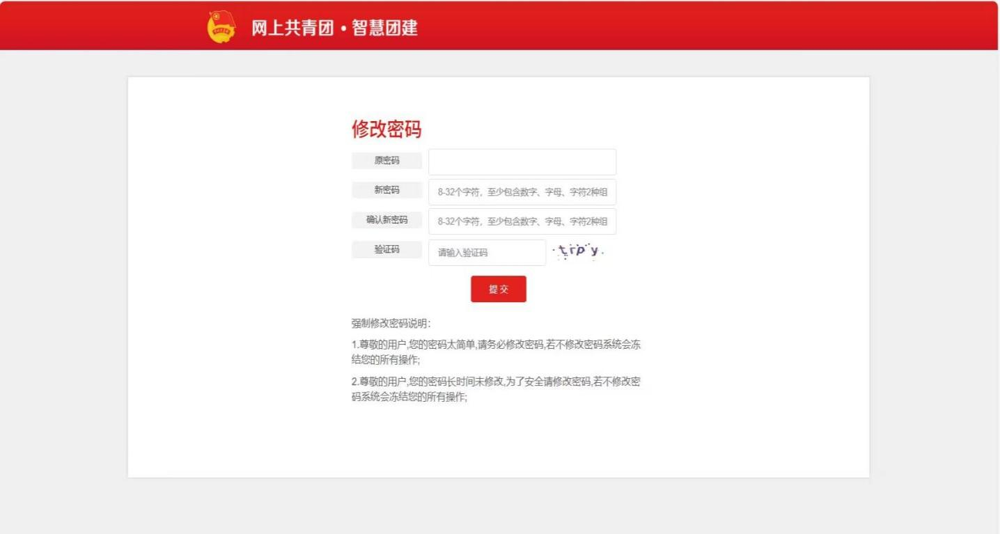 网上共青团·智慧团建
修改密码
原密码
新密码 8-32个字符，至少包含数字、字母、字符2种组
确认新密码 8-32个字符，至少包含数字、字母、字符2种组
验证码 请输入验证码 trpy
提交
强制修改密码说明：
1.尊敬的用户,您的密码太简单,请务必修改密码,若不修改密码系统会冻
结您的所有操作;
2.尊敬的用户,您的密码长时间未修改,为了安全请修改密码,若不修改密
码系统会冻结您的所有操作;